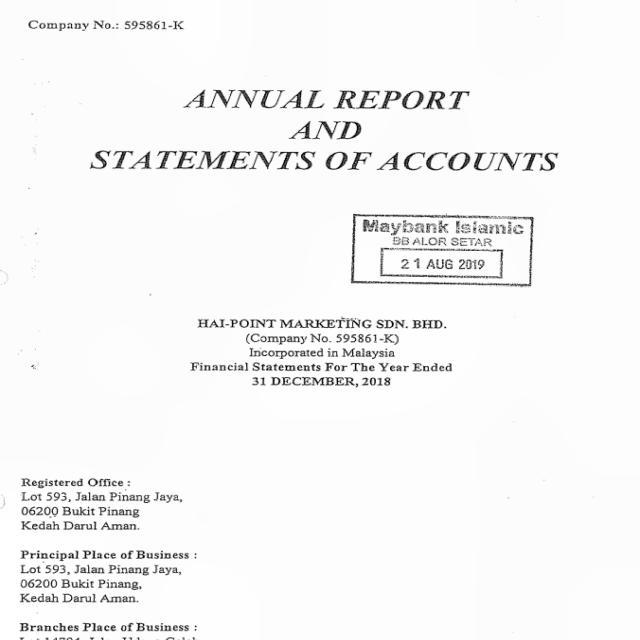 Company No.: 595861-K
ANNUAL REPORT
AND
STATEMENTS OF ACCOUNTS
Maybank Islamic
BB ALOR SETAR
21 AUG 2019
HAI-POINT MARKETING SDN. BHD.
(Company No. 595861-K)
Incorporated in Malaysia
Financial Statements For The Year Ended
31 DECEMBER, 2018
Registered Office :
Lot 593, Jalan Pinang Jaya,
06200 Bukit Pinang
Kedah Darul Aman.
Principal Place of Business :
Lot 593, Jalan Pinang Jaya,
06200 Bukit Pinang,
Kedah Darul Aman.
Branches Place of Business :